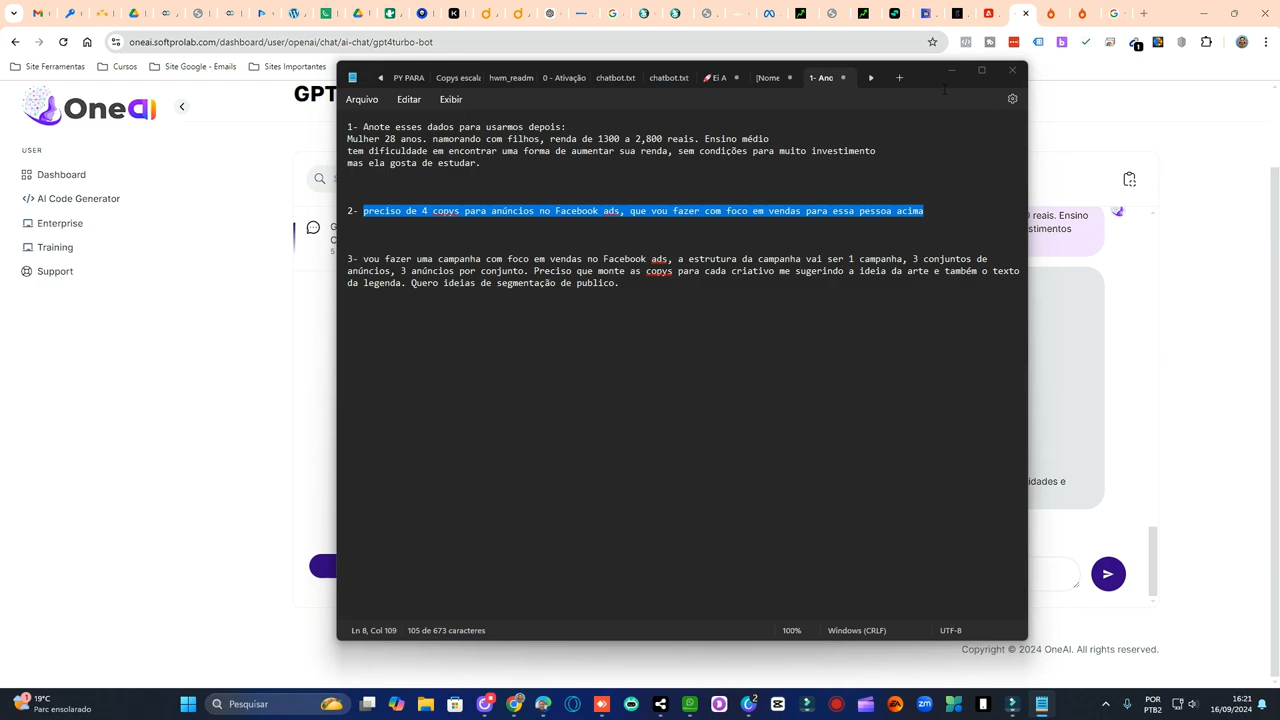 oneai.softprolab.com/dashboard/user/openai/chat/ai-chat/gpt4turbo-bot
Site Ferramentas
Cursos
Site Google - Emails
Sites Importantes
OneAI
USER
Dashboard
AI Code Generator
Enterprise
Training
Support
GPT
PY PARA
Copys escala
hwm_readm
0 - Ativação
chatbot.txt
chatbot.txt
🚀Ei A
[Nome
1- Ano
Arquivo
Editar
Exibir
1- Anote esses dados para usarmos depois:
Mulher 28 anos. namorando com filhos, renda de 1300 a 2,800 reais. Ensino médio
tem dificuldade em encontrar uma forma de aumentar sua renda, sem condições para muito investimento
mas ela gosta de estudar.
2- preciso de 4 copys para anúncios no Facebook ads, que vou fazer com foco em vendas para essa pessoa acima
3- vou fazer uma campanha com foco em vendas no Facebook ads, a estrutura da campanha vai ser 1 campanha, 3 conjuntos de
anúncios, 3 anúncios por conjunto. Preciso que monte as copys para cada criativo me sugerindo a ideia da arte e também o texto
da legenda. Quero ideias de segmentação de publico.
Ln 8, Col 109
105 de 673 caracteres
100%
Windows (CRLF)
UTF-8
0 reais. Ensino
stimentos
idades e
Copyright © 2024 OneAI. All rights reserved.
19°C
Parc ensolarado
Pesquisar
POR
PTB2
16:21
16/09/2024